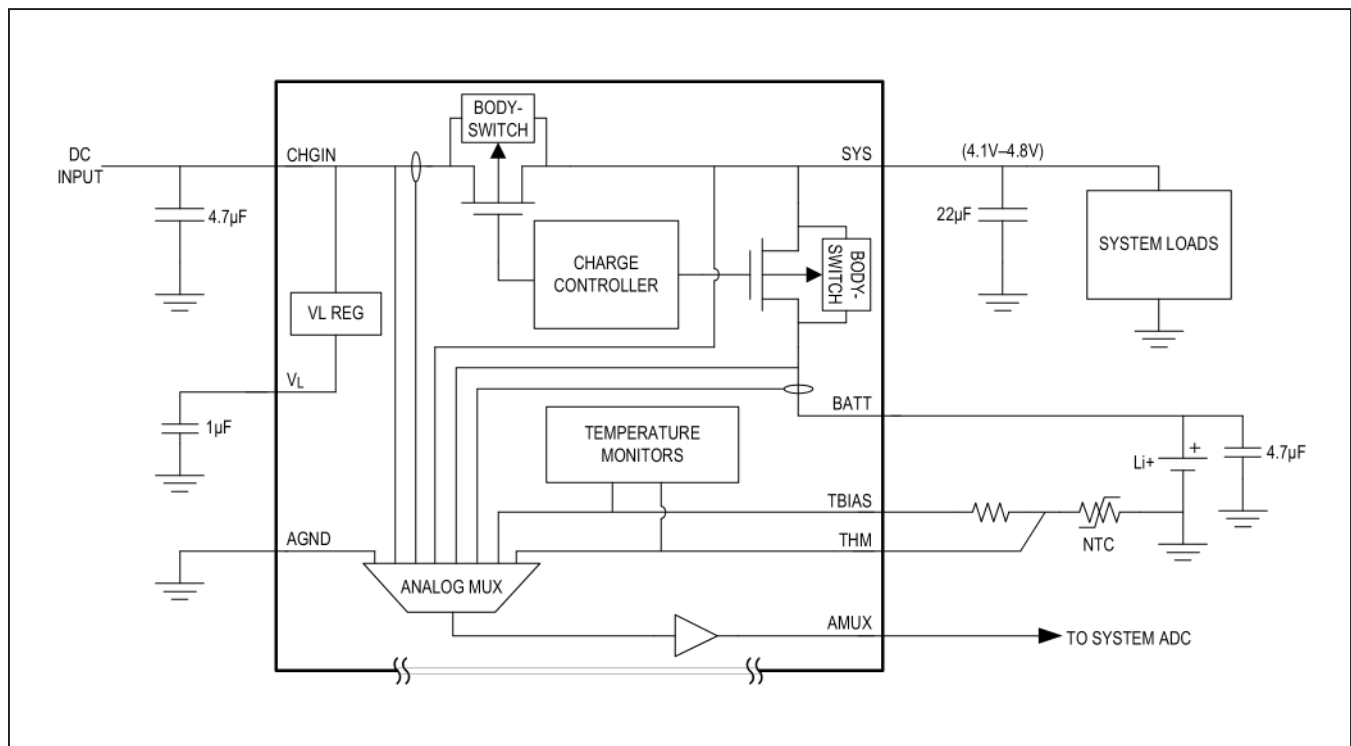 BODY-
SWITCH
DC
INPUT
CHGIN
SYS
(4.1V–4.8V)
4.7µF
22µF
SYSTEM LOADS
CHARGE
CONTROLLER
BODY-
SWITCH
VL REG
VL
1µF
BATT
TEMPERATURE
MONITORS
Li+
+
4.7µF
TBIAS
NTC
AGND
THM
ANALOG MUX
AMUX
TO SYSTEM ADC